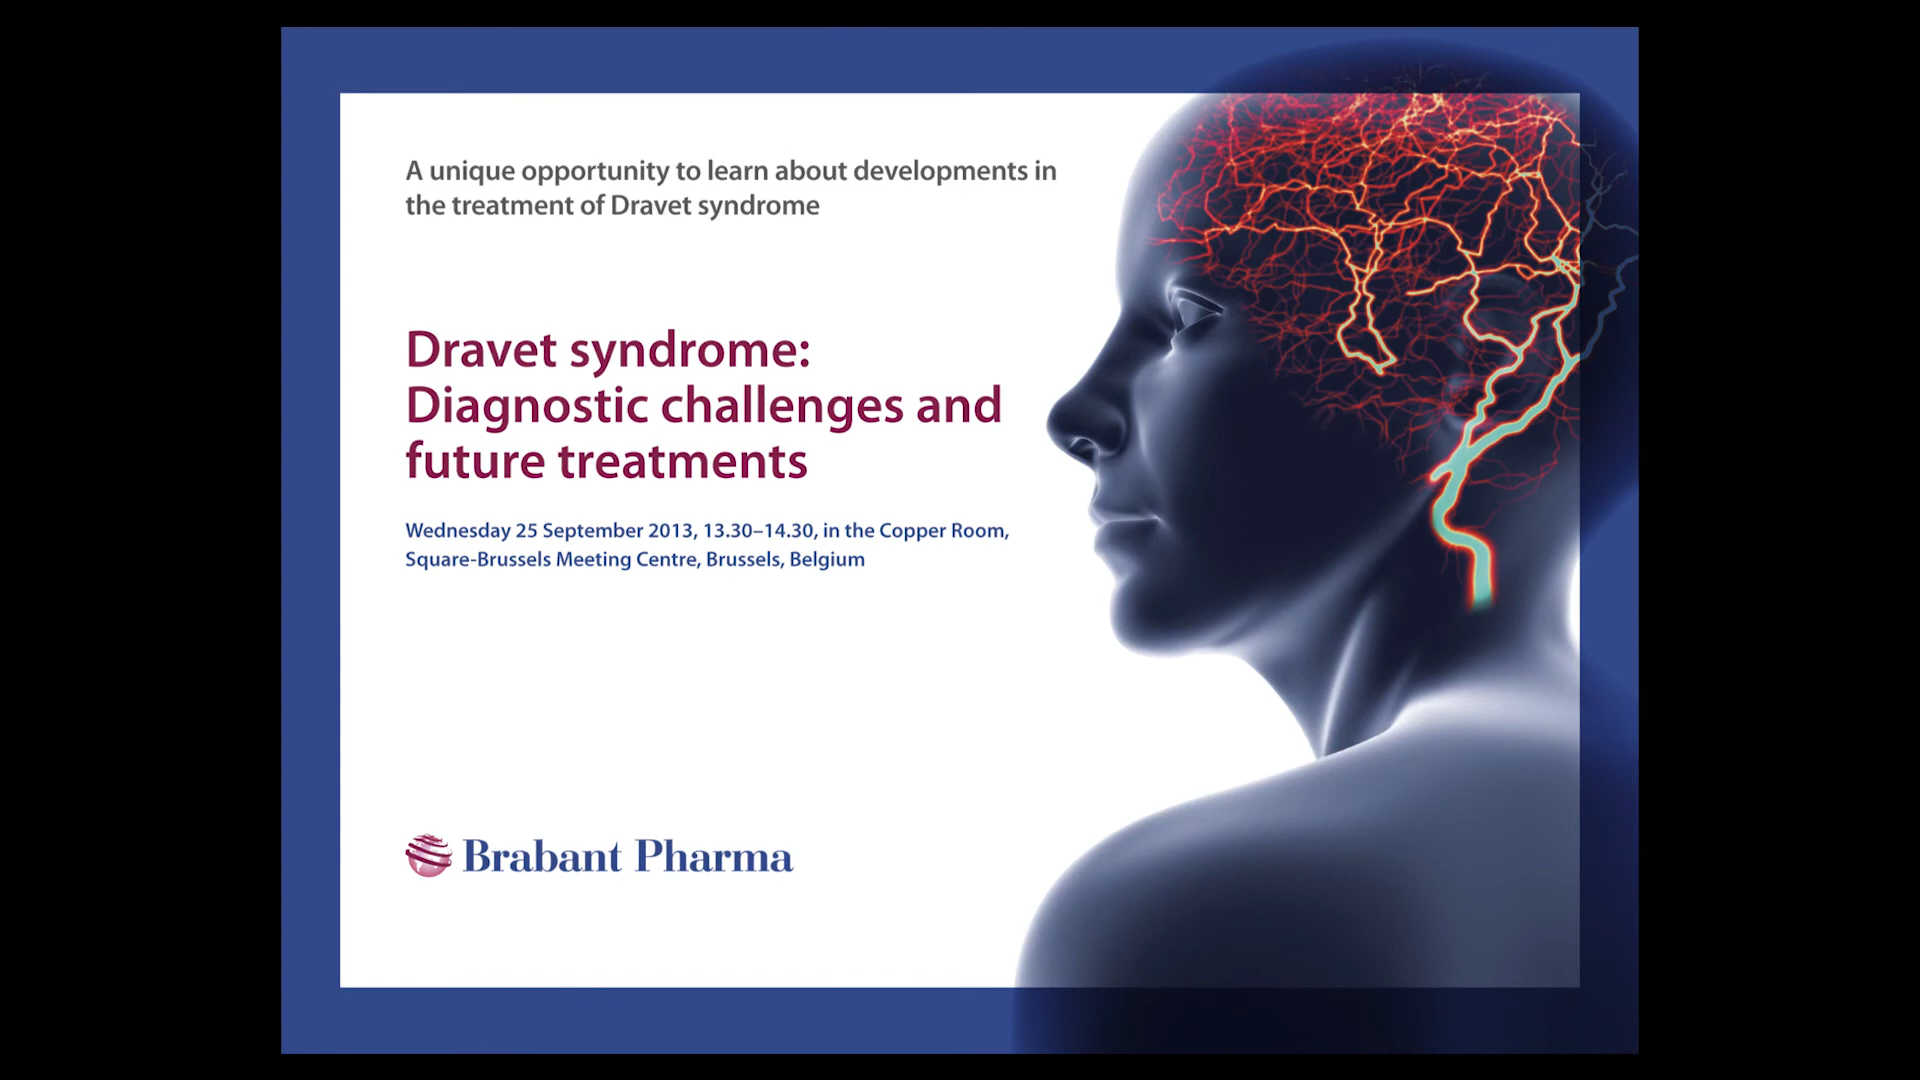 A unique opportunity to learn about developments in
the treatment of Dravet syndrome
Dravet syndrome:
Diagnostic challenges and
future treatments
Wednesday 25 September 2013, 13.30–14.30, in the Copper Room,
Square-Brussels Meeting Centre, Brussels, Belgium
Brabant Pharma